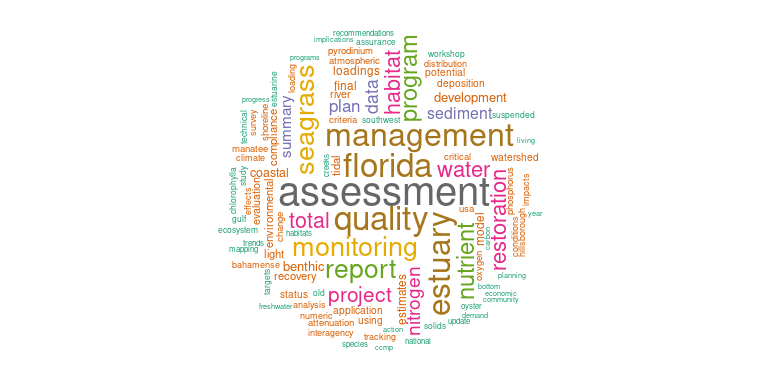 recommendations
implications
assurance
pyrodinium
programs
atmospheric
workshop
distribution
loading
loadings
habitat
program
potential
seagrass
final
data
deposition
river
estuarine
progress
plan
development
summary
criteria
southwest
sediment
suspended
technical
survey
shoreline
compliance
management
living
manatee
climate
creeks
tidal
florida
critical
watershed
study
coastal
water
chlorophylla
effects
evaluation
environmental
assessment
restoration
phosphorus
impacts
gulf
change
total
quality
estuary
usa
year
ecosystem
habitats
nutrient
model
conditions
hillsborough
trends
mapping
light
monitoring
carbon
oxygen
bahamense
benthic
report
targets
recovery
planning
status
old
project
estimates
nitrogen
bottom
economic
community
freshwater
analysis
application
oyster
numeric
attenuation
using
demand
update
interagency
action
solids
tracking
national
species
ccmp